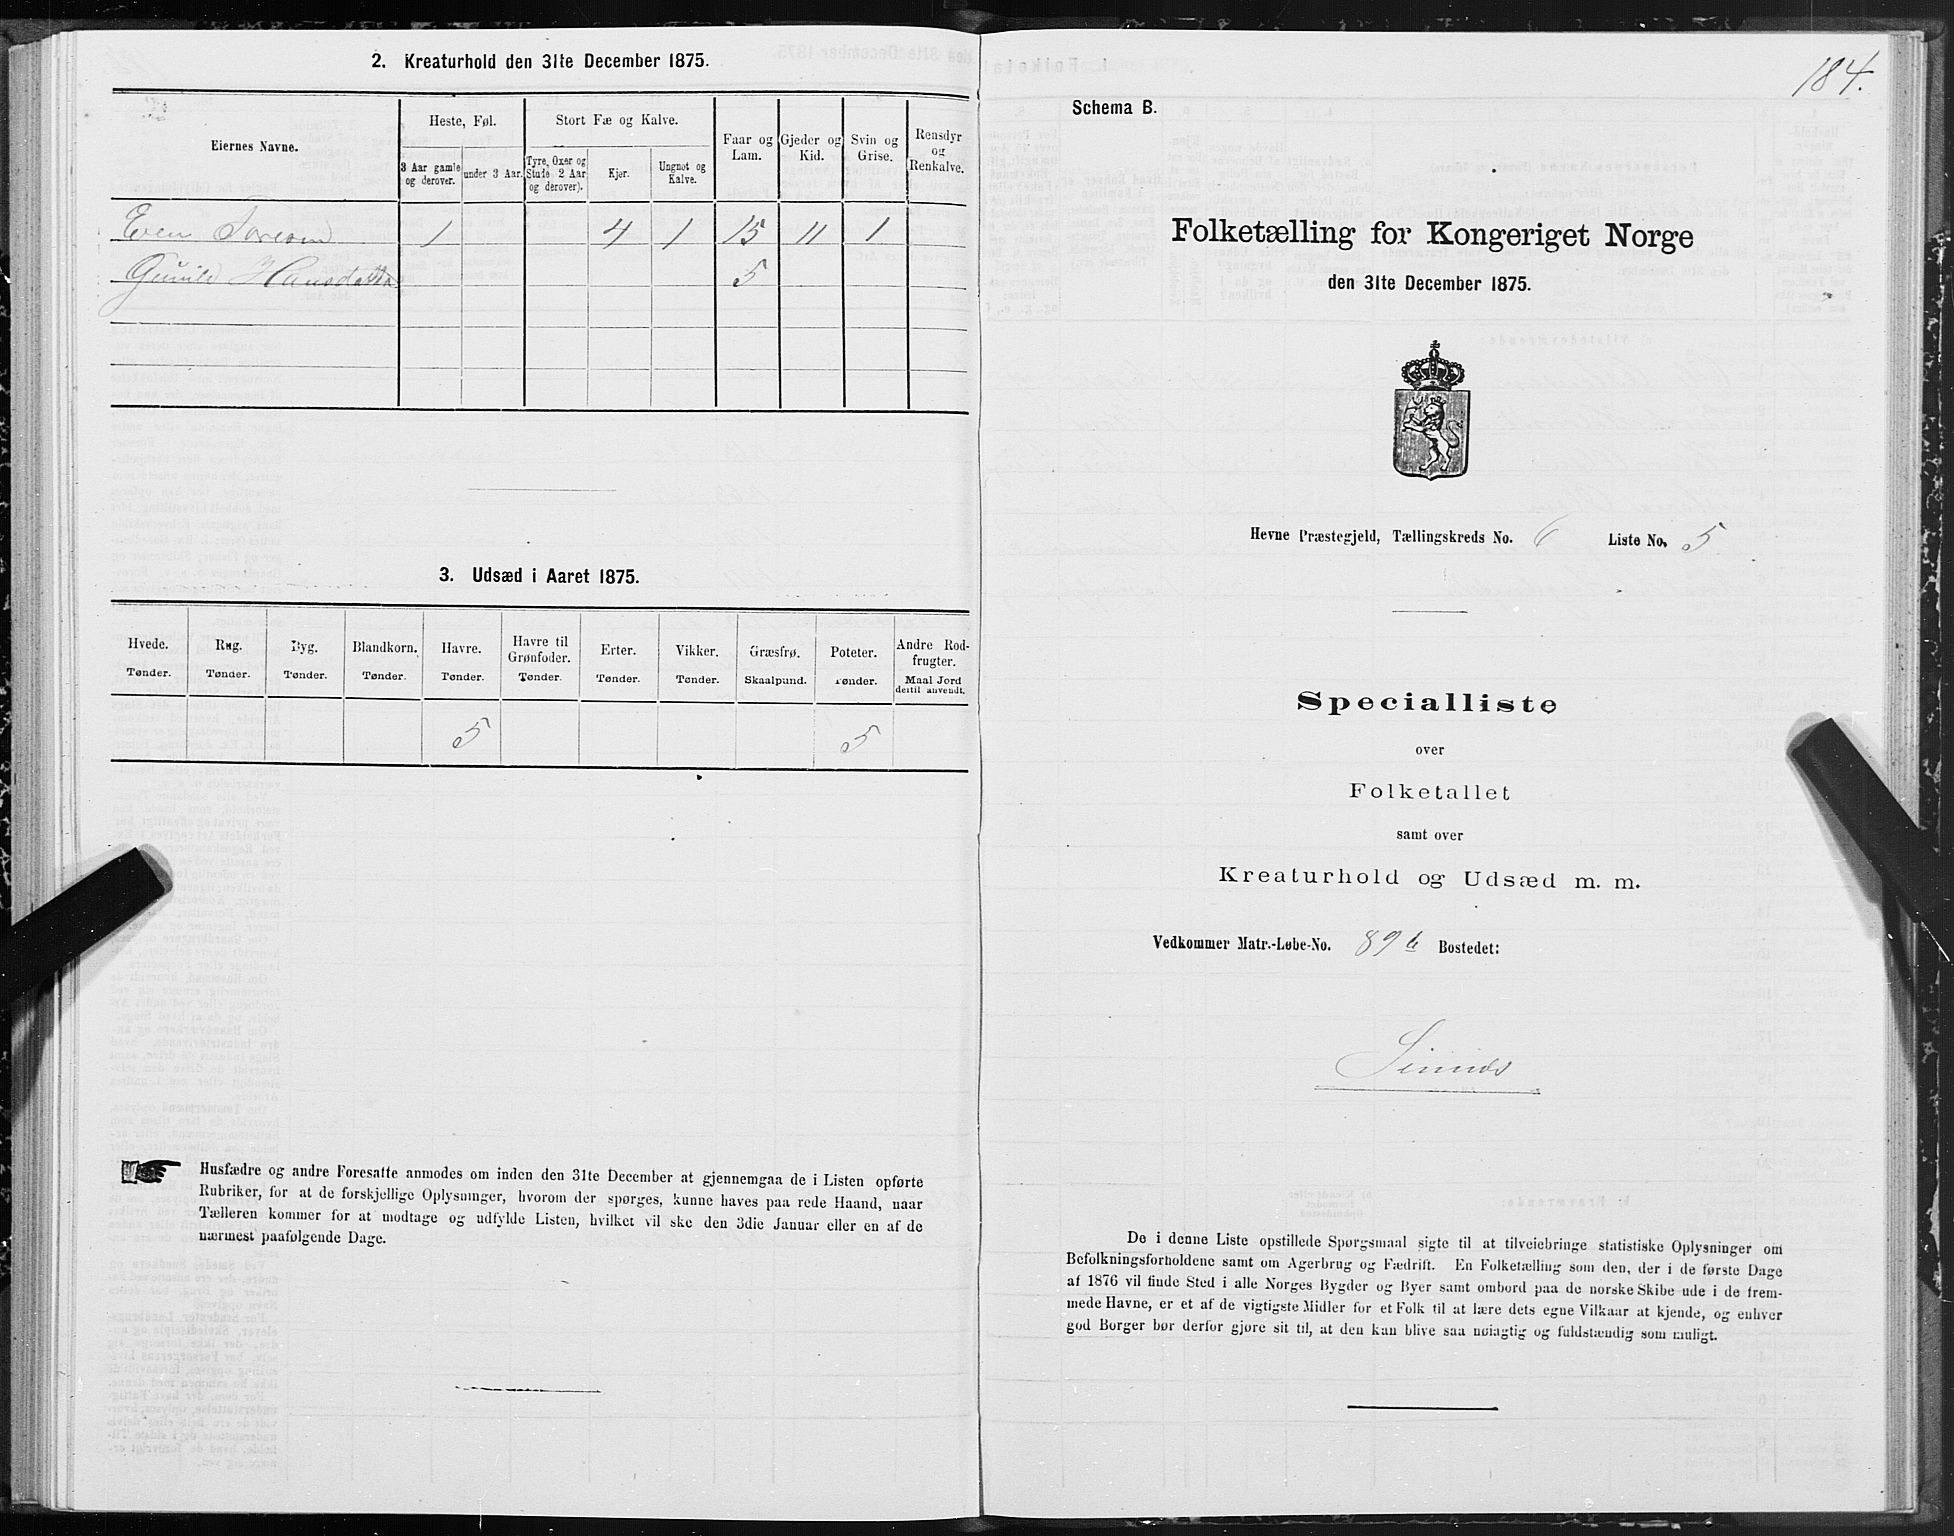 2. Kreaturhold den 31te December 1875.
Eiernes Navne.
Heste, Føl.
Stort Fæ og Kalve.
Faar og Lam.
Gjeder og Kid.
Svin og Grise.
Rensdyr og Renkalve.
3 Aar gamle og derover.
under 3 Aar.
Tyre, Oxer og Stude 2 Aar og derover).
Kjør.
Ungnøt og Kalve.
Even 1 4 1 15 11 1
Gunild Hansdatter 5
3. Udsæd i Aaret 1875.
Hvede. Rug. Byg. Blandkorn. Havre. Havre til Grønfoder. Erter. Vikker. Græsfrø. Poteter. Andre Rodfrugter.
Tønder. Tønder. Tønder. Tønder. Tønder. Tønder. Tønder. Tønder. Skaalpund. Tønder. Maal Jord dertil anvendt.
5 5
Husfædre og andre Foresatte anmodes om inden den 31te December at gjennemgaa de i Listen opførte
Rubriker, for at de forskjellige Oplysninger, hvorom der spørges, kunne haves paa rede Haand, naar
Tælleren kommer for at modtage og udfylde Listen, hvilket vil ske den 3die Januar eller en af de
nærmest paafølgende Dage.
184.
Schema B.
Folketælling for Kongeriget Norge
den 31te December 1875.
Hevne Præstegjeld, Tællingskreds No. 6 Liste No. 5
Specialliste
over
Folketallet
samt over
Kreaturhold og Udsæd m. m.
Vedkommer Matr.-Løbe-No. 89 b Bostedet:
De i denne Liste opstillede Spørgsmaal sigte til at tilveiebringe statistiske Oplysninger om
Befolkningsforholdene samt om Agerbrug og Fædrift. En Folketælling som den, der i de første Dage
af 1876 vil finde Sted i alle Norges Bygder og Byer samt ombord paa de norske Skibe ude i de frem-
mede Havne, er et af de vigtigste Midler for et Folk til at lære dets egne Vilkaar at kjende, og enhver
god Borger bør derfor gjøre sit til, at den kan blive saa nøiagtig og fuldstændig som muligt.